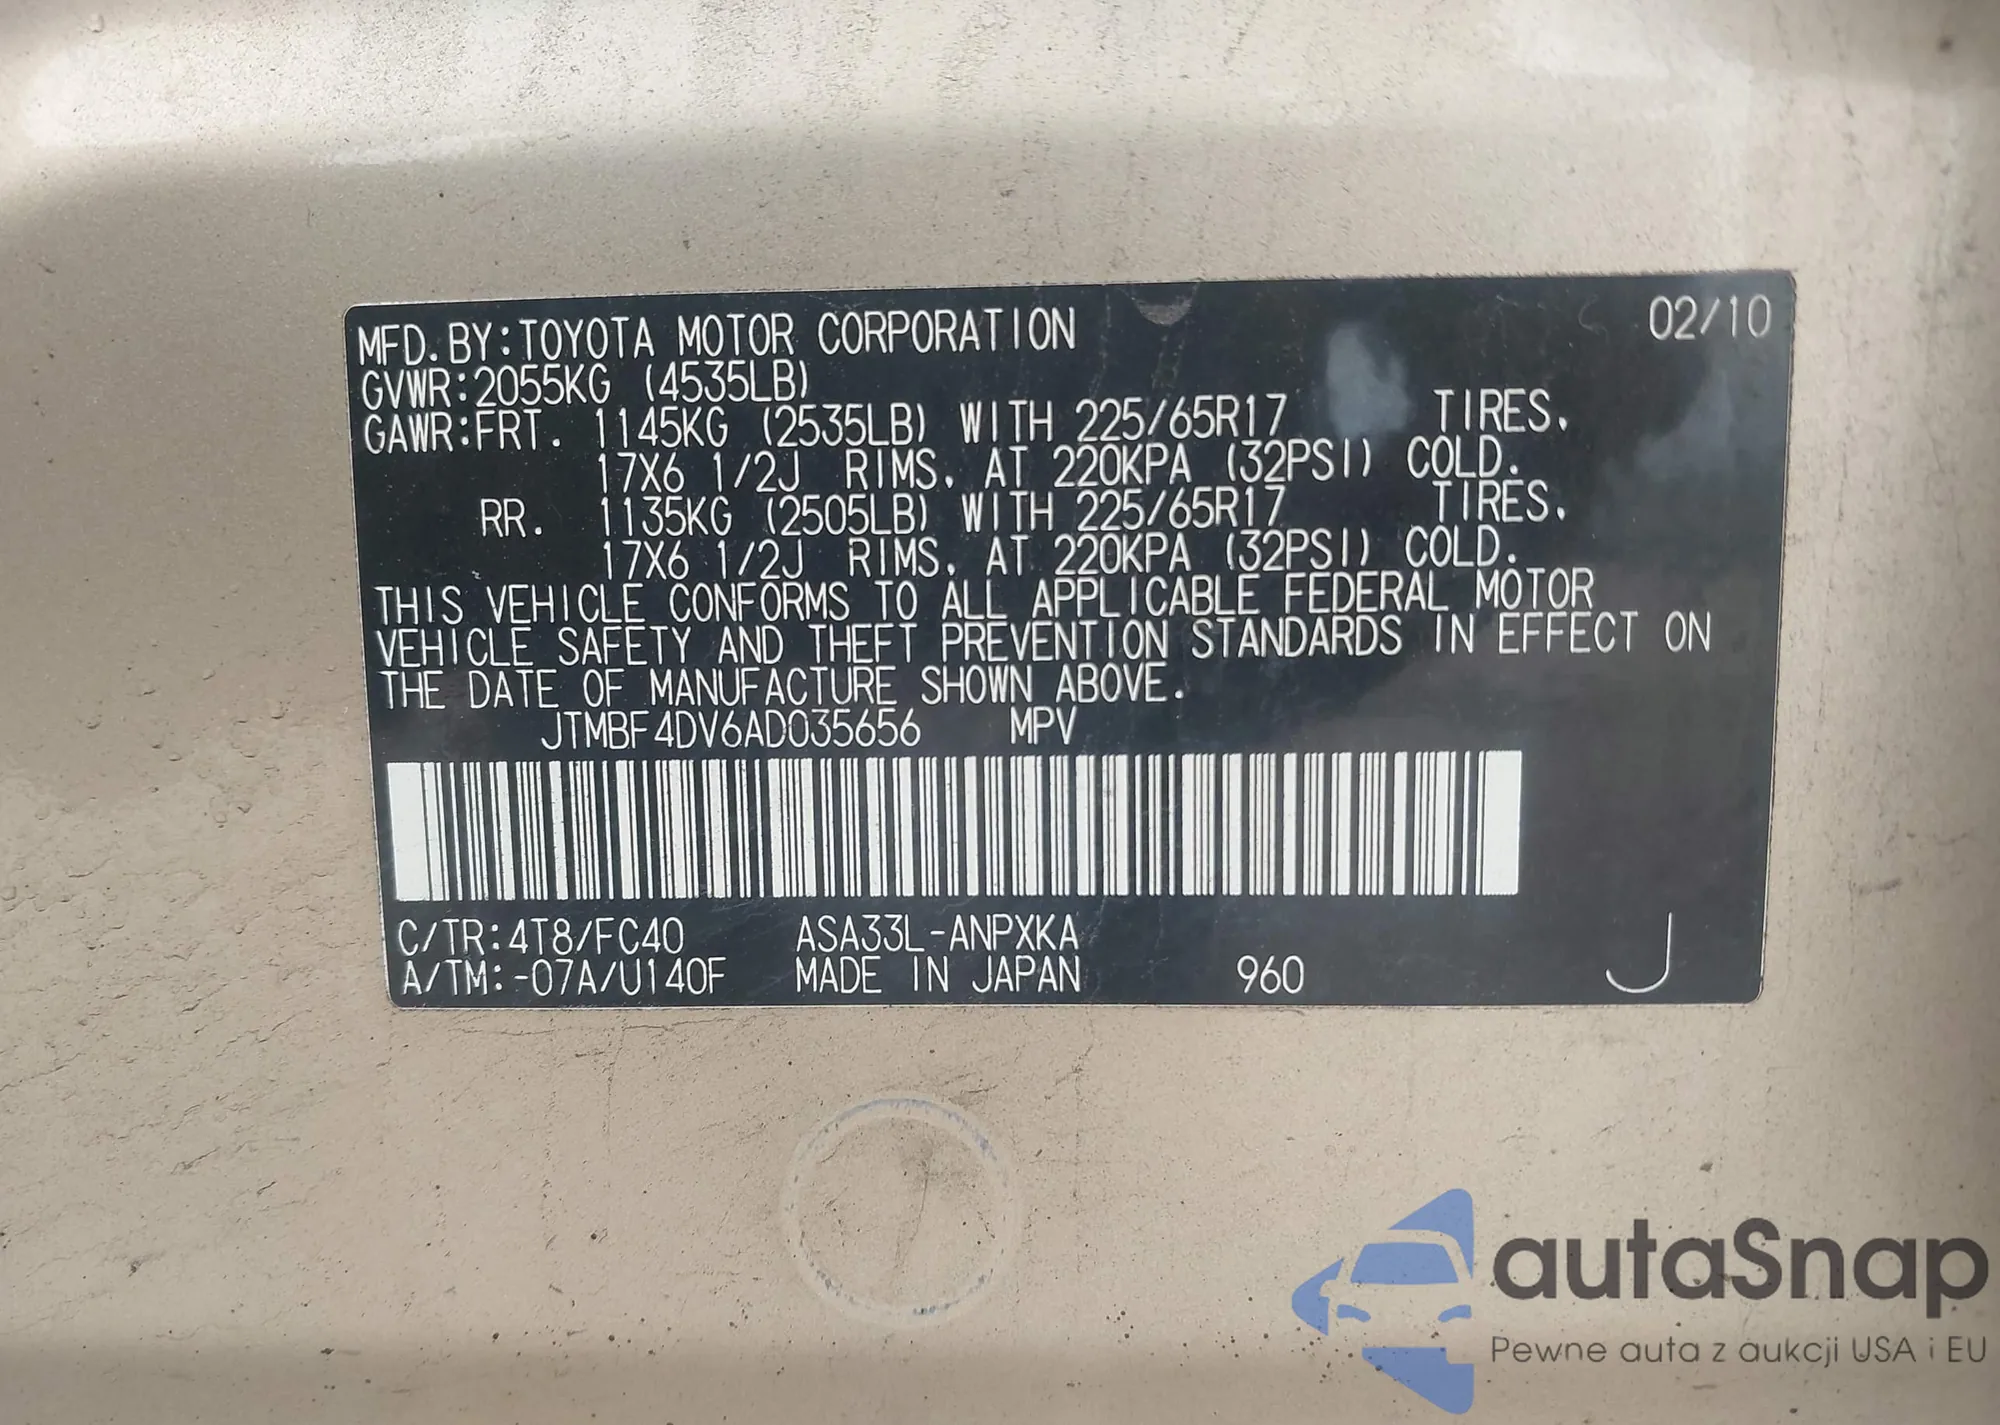 02/10
MFD.BY:TOYOTA MOTOR CORPORATION
GVWR:2055KG (4535LB)
GAWR:FRT. 1145KG (2535LB) WITH 225/65R17 TIRES.
17X6 1/2J RIMS. AT 220KPA (32PSI) COLD.
RR. 1135KG (2505LB) WITH 225/65R17 TIRES.
17X6 1/2J RIMS. AT 220KPA (32PSI) COLD.
THIS VEHICLE CONFORMS TO ALL APPLICABLE FEDERAL MOTOR
VEHICLE SAFETY AND THEFT PREVENTION STANDARDS IN EFFECT ON
THE DATE OF MANUFACTURE SHOWN ABOVE.
JTMBF4DV6AD035656 MPV
C/TR:4T8/FC40 ASA33L-ANPXKA
A/TM:-07A/U140F MADE IN JAPAN 960 J
autaSnap
Pewne auta z aukcji USA i EU